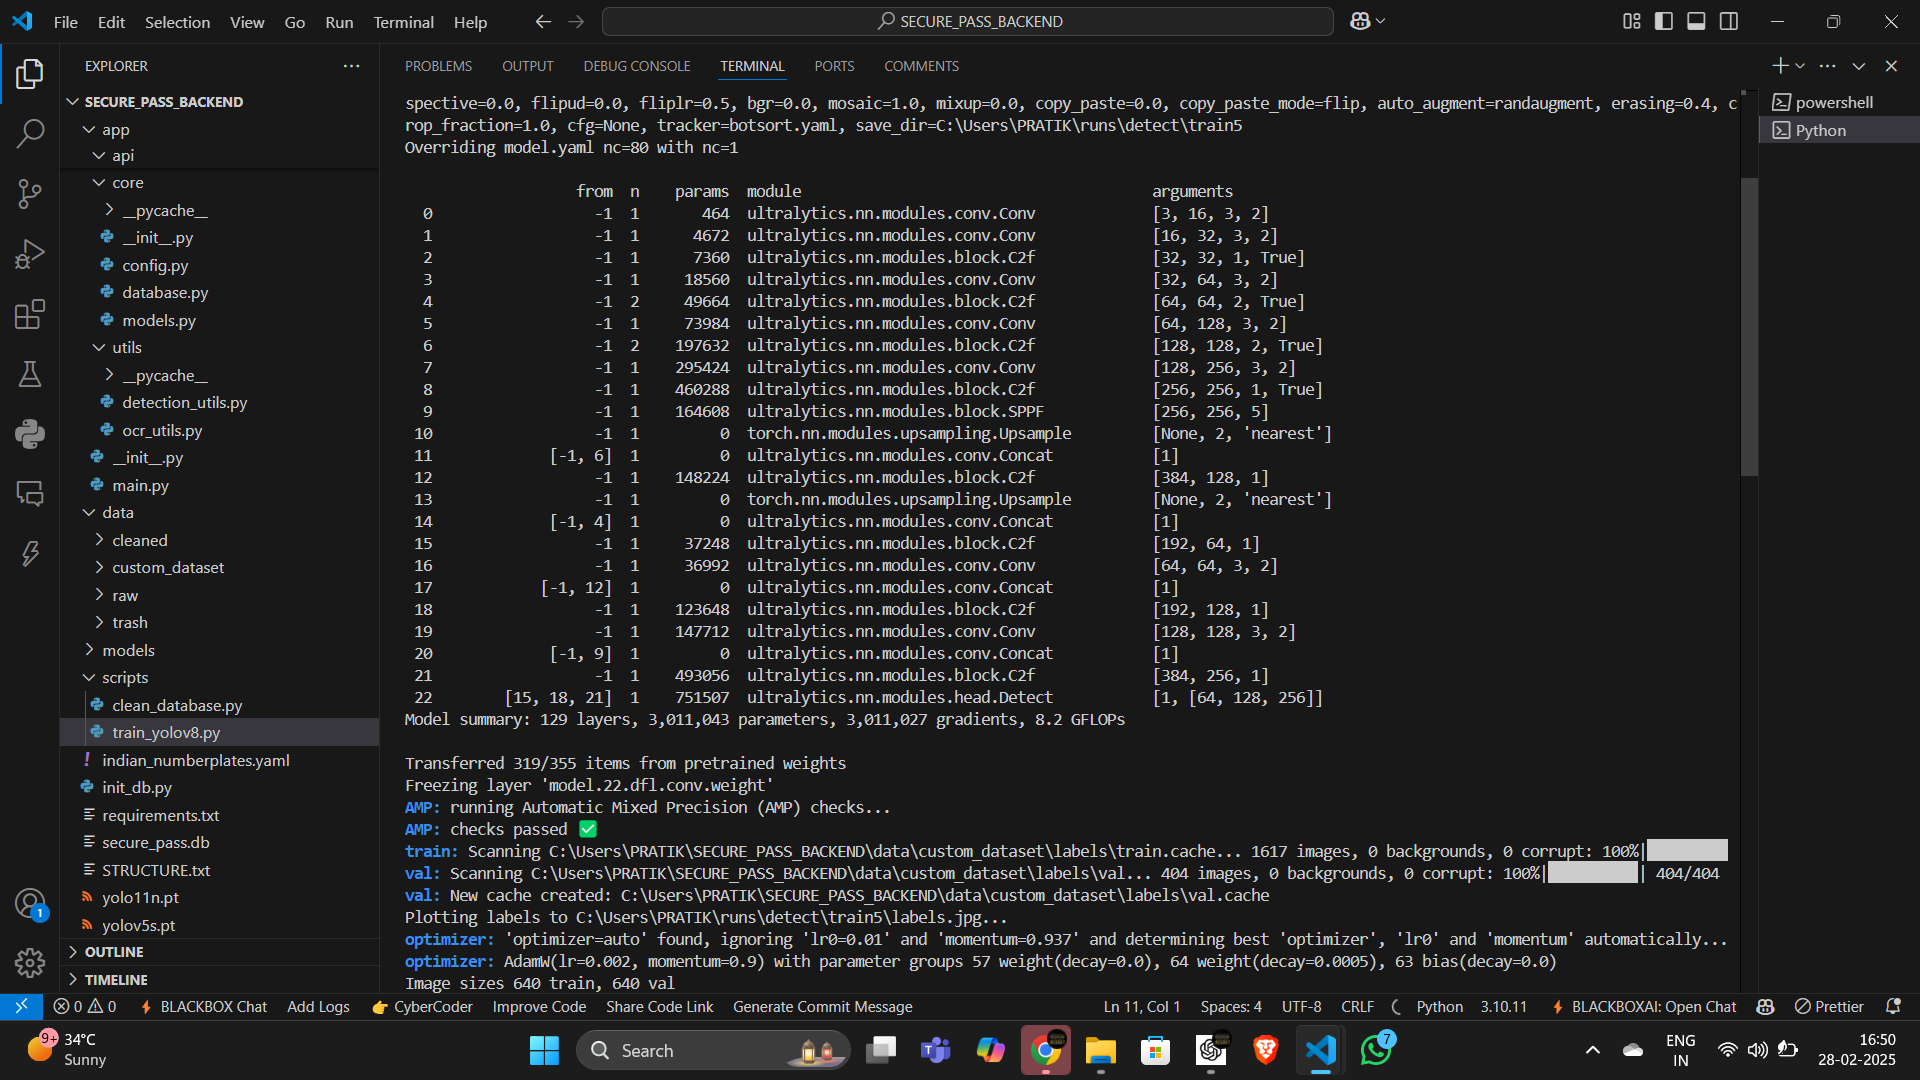 File Edit Selection View Go Run Terminal Help
SECURE_PASS_BACKEND
EXPLORER
SECURE_PASS_BACKEND
app
api
core
__pycache__
__init__.py
config.py
database.py
models.py
utils
__pycache__
detection_utils.py
ocr_utils.py
__init__.py
main.py
data
cleaned
custom_dataset
raw
trash
models
scripts
clean_database.py
train_yolov8.py
! indian_numberplates.yaml
init_db.py
requirements.txt
secure_pass.db
STRUCTURE.txt
yolo11n.pt
yolov5s.pt
OUTLINE
TIMELINE
1
PROBLEMS OUTPUT DEBUG CONSOLE TERMINAL PORTS COMMENTS
powershell
Python
spective=0.0, flipud=0.0, fliplr=0.5, bgr=0.0, mosaic=1.0, mixup=0.0, copy_paste=0.0, copy_paste_mode=flip, auto_augment=randaugment, erasing=0.4, c
rop_fraction=1.0, cfg=None, tracker=botsort.yaml, save_dir=C:\Users\PRATIK\runs\detect\train5
Overriding model.yaml nc=80 with nc=1
from n params module arguments
0 -1 1 464 ultralytics.nn.modules.conv.Conv [3, 16, 3, 2]
1 -1 1 4672 ultralytics.nn.modules.conv.Conv [16, 32, 3, 2]
2 -1 1 7360 ultralytics.nn.modules.block.C2f [32, 32, 1, True]
3 -1 1 18560 ultralytics.nn.modules.conv.Conv [32, 64, 3, 2]
4 -1 2 49664 ultralytics.nn.modules.block.C2f [64, 64, 2, True]
5 -1 1 73984 ultralytics.nn.modules.conv.Conv [64, 128, 3, 2]
6 -1 2 197632 ultralytics.nn.modules.block.C2f [128, 128, 2, True]
7 -1 1 295424 ultralytics.nn.modules.conv.Conv [128, 256, 3, 2]
8 -1 1 460288 ultralytics.nn.modules.block.C2f [256, 256, 1, True]
9 -1 1 164608 ultralytics.nn.modules.block.SPPF [256, 256, 5]
10 -1 1 0 torch.nn.modules.upsampling.Upsample [None, 2, 'nearest']
11 [-1, 6] 1 0 ultralytics.nn.modules.conv.Concat [1]
12 -1 1 148224 ultralytics.nn.modules.block.C2f [384, 128, 1]
13 -1 1 0 torch.nn.modules.upsampling.Upsample [None, 2, 'nearest']
14 [-1, 4] 1 0 ultralytics.nn.modules.conv.Concat [1]
15 -1 1 37248 ultralytics.nn.modules.block.C2f [192, 64, 1]
16 -1 1 36992 ultralytics.nn.modules.conv.Conv [64, 64, 3, 2]
17 [-1, 12] 1 0 ultralytics.nn.modules.conv.Concat [1]
18 -1 1 123648 ultralytics.nn.modules.block.C2f [192, 128, 1]
19 -1 1 147712 ultralytics.nn.modules.conv.Conv [128, 128, 3, 2]
20 [-1, 9] 1 0 ultralytics.nn.modules.conv.Concat [1]
21 -1 1 493056 ultralytics.nn.modules.block.C2f [384, 256, 1]
22 [15, 18, 21] 1 751507 ultralytics.nn.modules.head.Detect [1, [64, 128, 256]]
Model summary: 129 layers, 3,011,043 parameters, 3,011,027 gradients, 8.2 GFLOPs
Transferred 319/355 items from pretrained weights
Freezing layer 'model.22.dfl.conv.weight'
AMP: running Automatic Mixed Precision (AMP) checks...
AMP: checks passed ✅
train: Scanning C:\Users\PRATIK\SECURE_PASS_BACKEND\data\custom_dataset\labels\train.cache... 1617 images, 0 backgrounds, 0 corrupt: 100%|
val: Scanning C:\Users\PRATIK\SECURE_PASS_BACKEND\data\custom_dataset\labels\val... 404 images, 0 backgrounds, 0 corrupt: 100%| | 404/404
val: New cache created: C:\Users\PRATIK\SECURE_PASS_BACKEND\data\custom_dataset\labels\val.cache
Plotting labels to C:\Users\PRATIK\runs\detect\train5\labels.jpg...
optimizer: 'optimizer=auto' found, ignoring 'lr0=0.01' and 'momentum=0.937' and determining best 'optimizer', 'lr0' and 'momentum' automatically...
optimizer: AdamW(lr=0.002, momentum=0.9) with parameter groups 57 weight(decay=0.0), 64 weight(decay=0.0005), 63 bias(decay=0.0)
Image sizes 640 train, 640 val
0 0 BLACKBOX Chat Add Logs 👉 CyberCoder Improve Code Share Code Link Generate Commit Message Ln 11, Col 1 Spaces: 4 UTF-8 CRLF Python 3.10.11 BLACKBOXAI: Open Chat Prettier
9+ 34°C
Sunny
Search
7
ENG
IN
16:50
28-02-2025